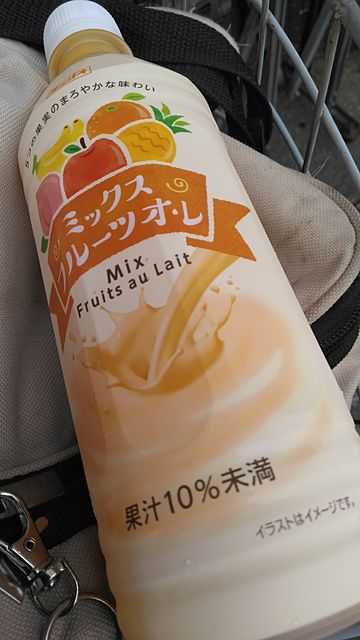 5つの果実のまろやかな味わい
ミックス
フルーツオ・レ
Mix
Fruits au Lait
果汁10%未満
イラストはイメージです。